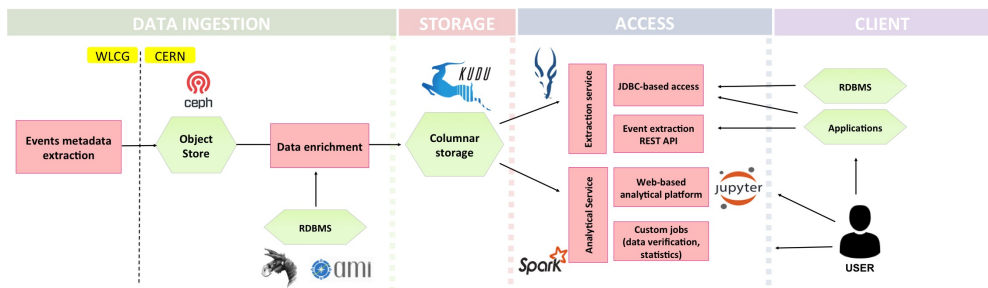 DATA INGESTION
STORAGE
ACCESS
CLIENT
WLCG
CERN
ceph
Events metadata
extraction
Object
Store
Data enrichment
RDBMS
ami
KUDU
Columnar
storage
Extraction service
JDBC-based access
Event extraction
REST API
Analytical Service
Web-based
analytical platform
jupyter
Custom jobs
(data verification,
statistics)
Spark
RDBMS
Applications
USER